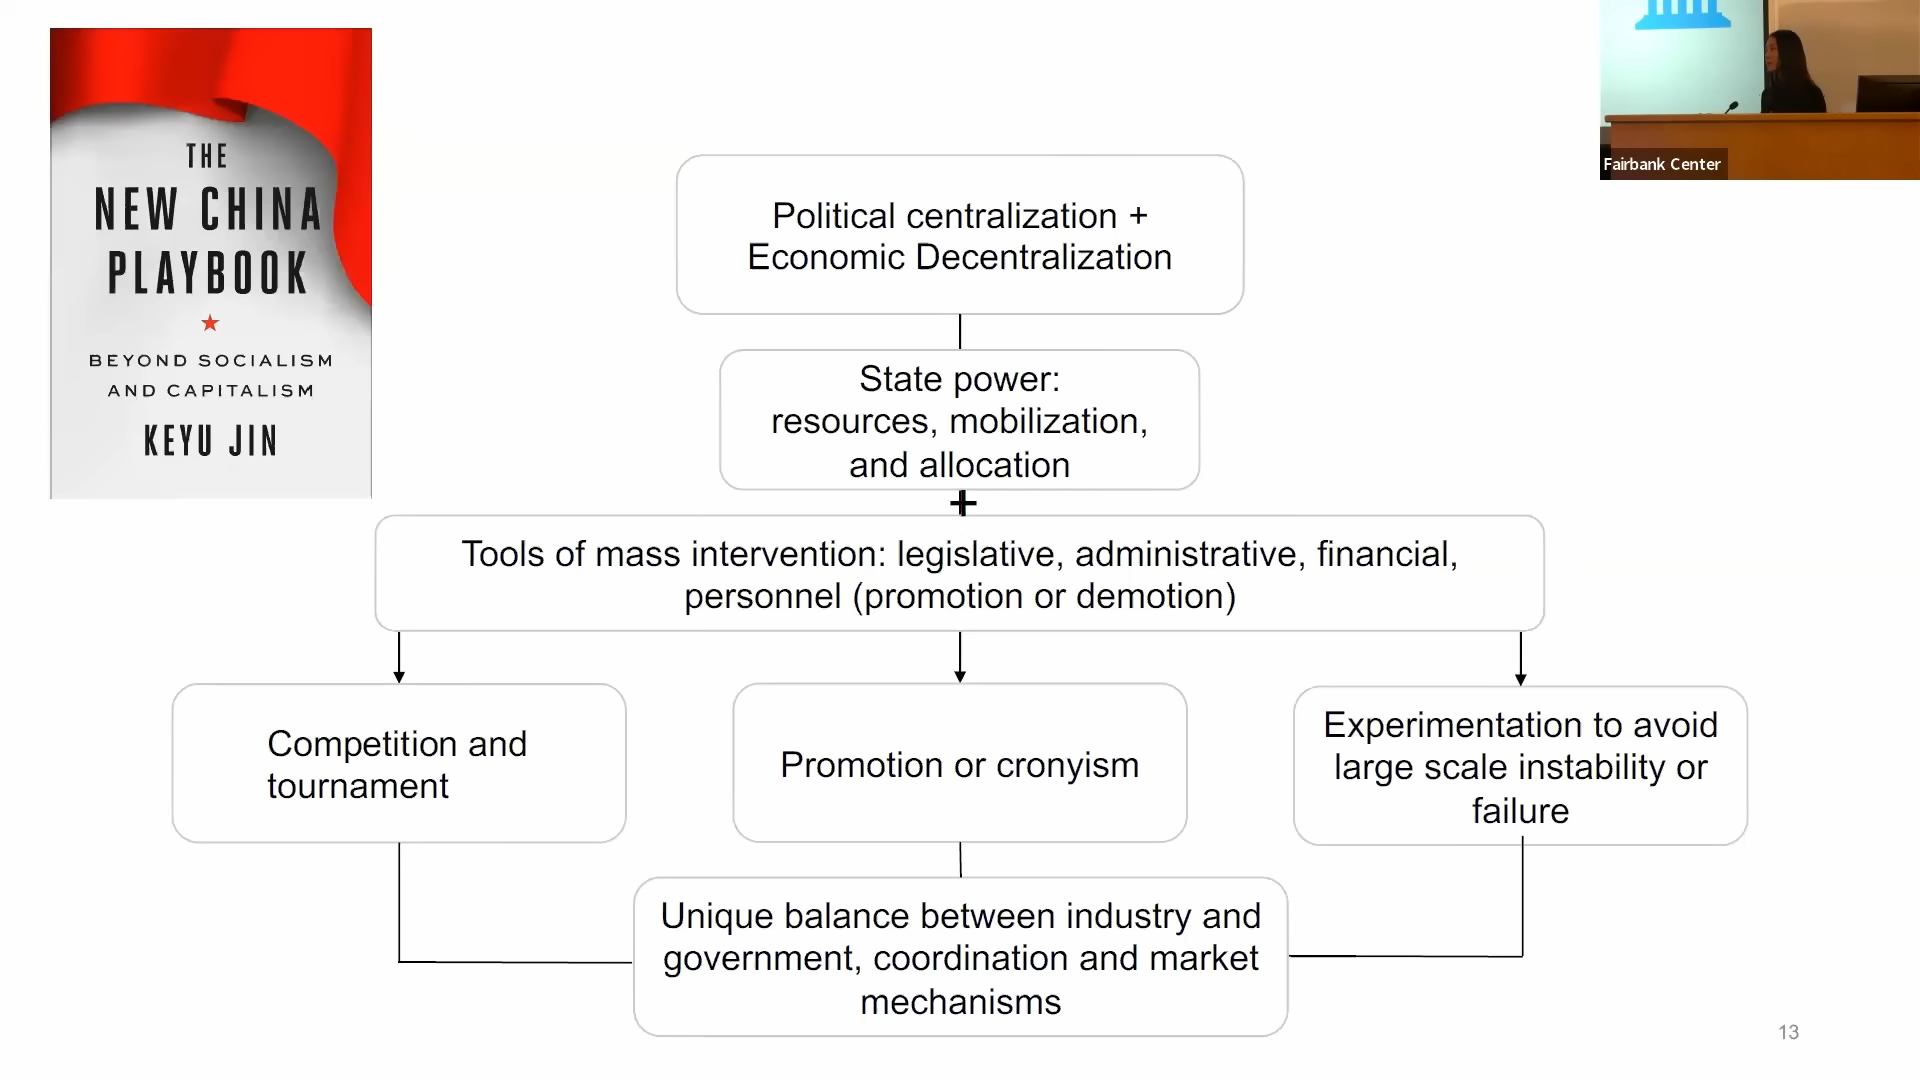 THE
NEW CHINA
PLAYBOOK
BEYOND SOCIALISM
AND CAPITALISM
KEYU JIN
Fairbank Center
Political centralization +
Economic Decentralization
State power:
resources, mobilization,
and allocation
+
Tools of mass intervention: legislative, administrative, financial,
personnel (promotion or demotion)
Competition and
tournament
Promotion or cronyism
Experimentation to avoid
large scale instability or
failure
Unique balance between industry and
government, coordination and market
mechanisms
13